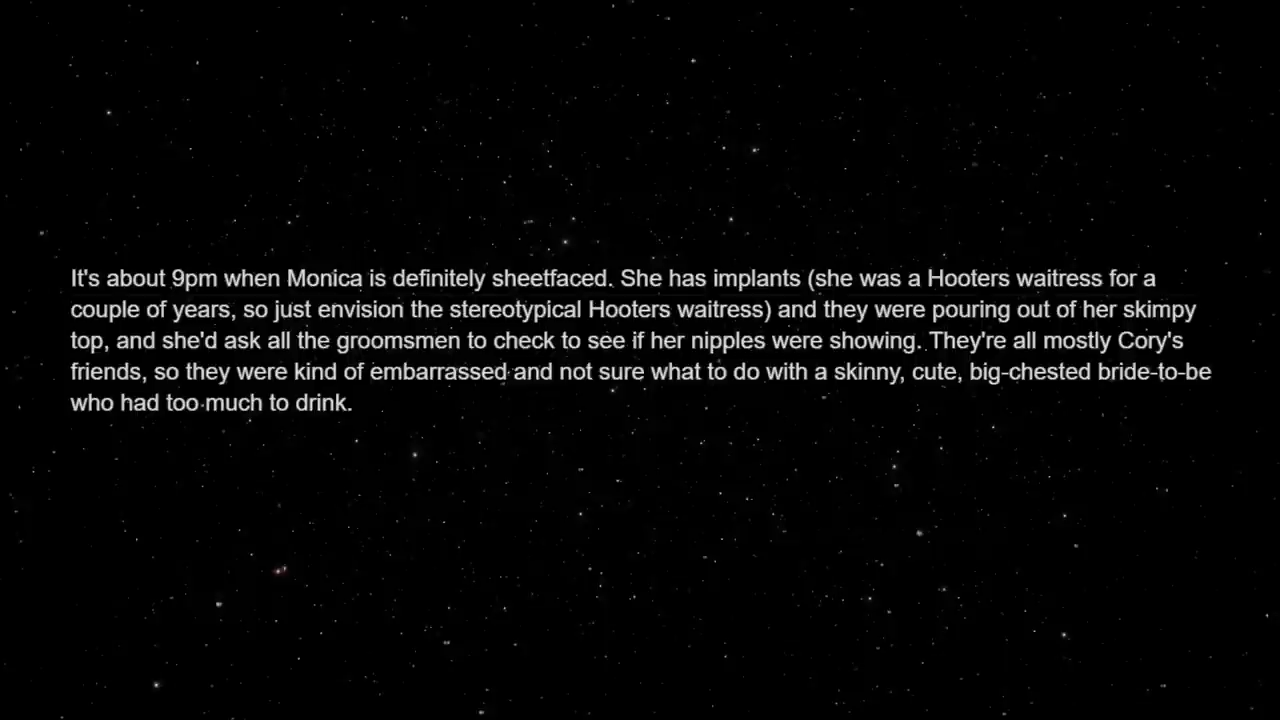 It's about 9pm when Monica is definitely sheetfaced. She has implants (she was a Hooters waitress for a
couple of years, so just envision the stereotypical Hooters waitress) and they were pouring out of her skimpy
top, and she'd ask all the groomsmen to check to see if her nipples were showing. They're all mostly Cory's
friends, so they were kind of embarrassed and not sure what to do with a skinny, cute, big-chested bride-to-be
who had too much to drink.